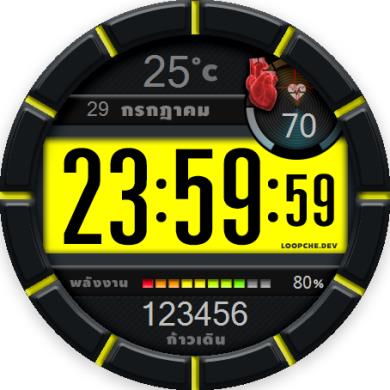 25°C
29 กรกฎาคม
70
23:59:59
LOOPCHE.DEV
พลังงาน 80%
123456
ก้าวเดิน